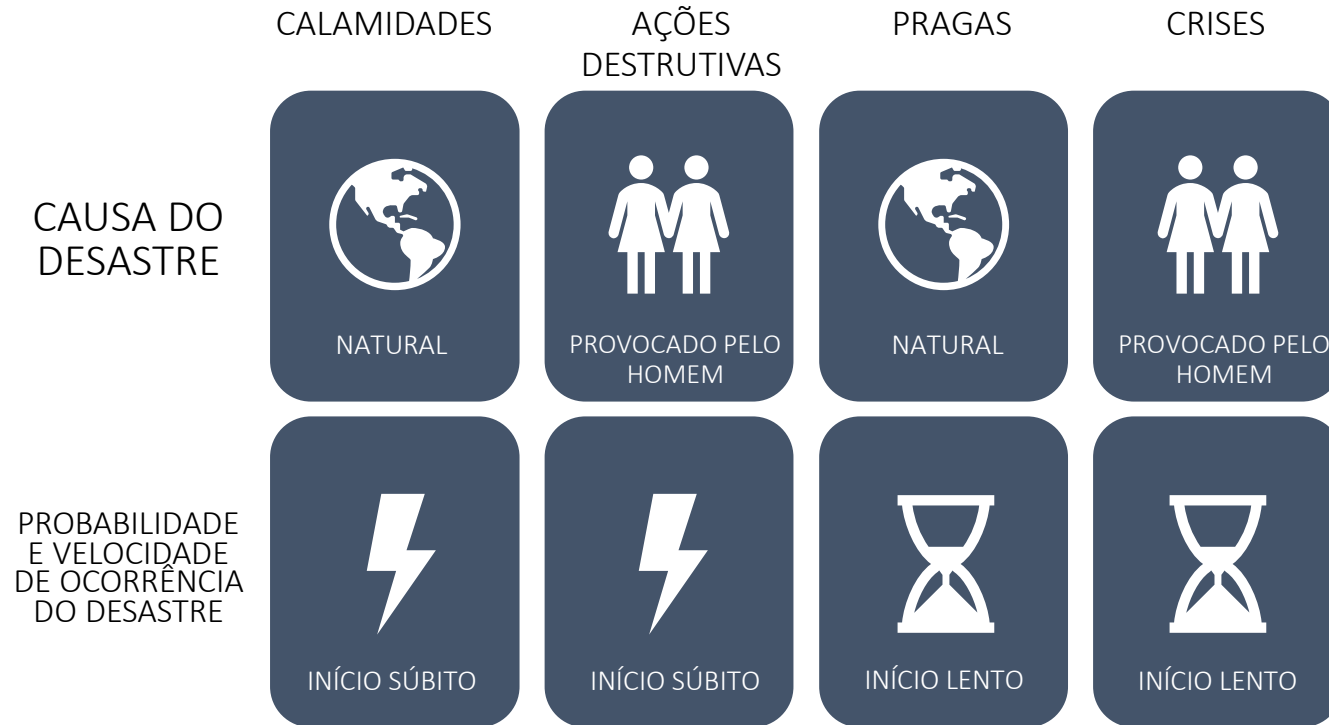 CALAMIDADES
AÇÕES
DESTRUTIVAS
PRAGAS
CRISES
CAUSA DO
DESASTRE
NATURAL
PROVOCADO PELO
HOMEM
NATURAL
PROVOCADO PELO
HOMEM
PROBABILIDADE
E VELOCIDADE
DE OCORRÊNCIA
DO DESASTRE
INÍCIO SÚBITO
INÍCIO SÚBITO
INÍCIO LENTO
INÍCIO LENTO